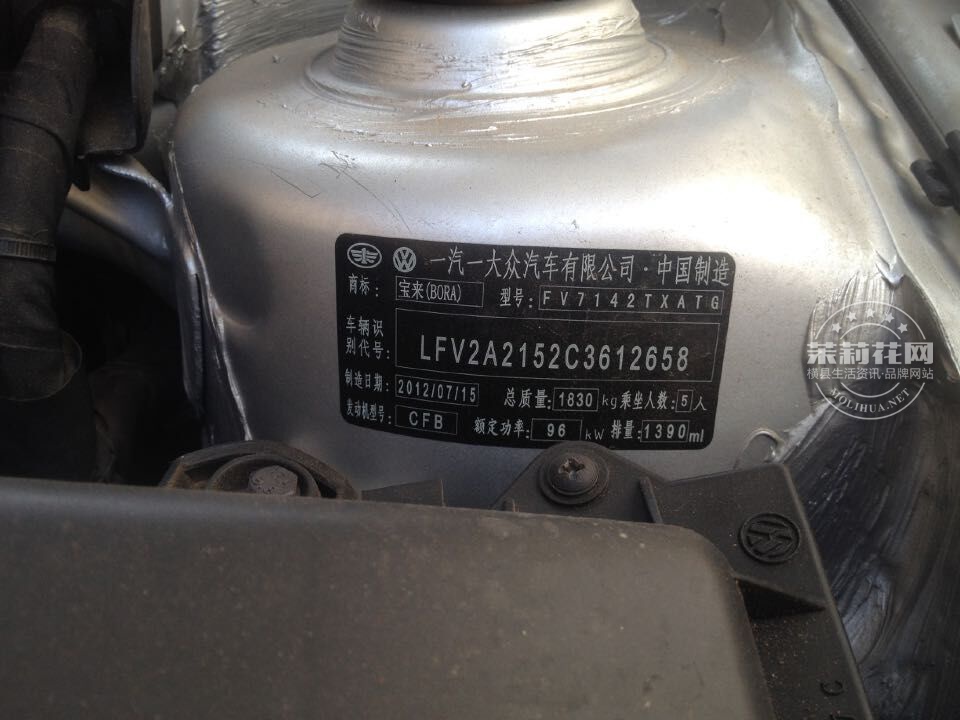 一汽一大众汽车有限公司·中国制造
商标: 宝来(BORA) 型号: FV7142TXATG
车辆识
别代号: LFV2A2152C3612658
制造日期: 2012/07/15 总质量: 1830 kg 乘坐人数: 5 人
发动机型号: CFB 额定功率: 96 kW 排量: 1390 ml
茉莉花网
横县生活资讯·品牌网站
MOLIHUA.NET
C